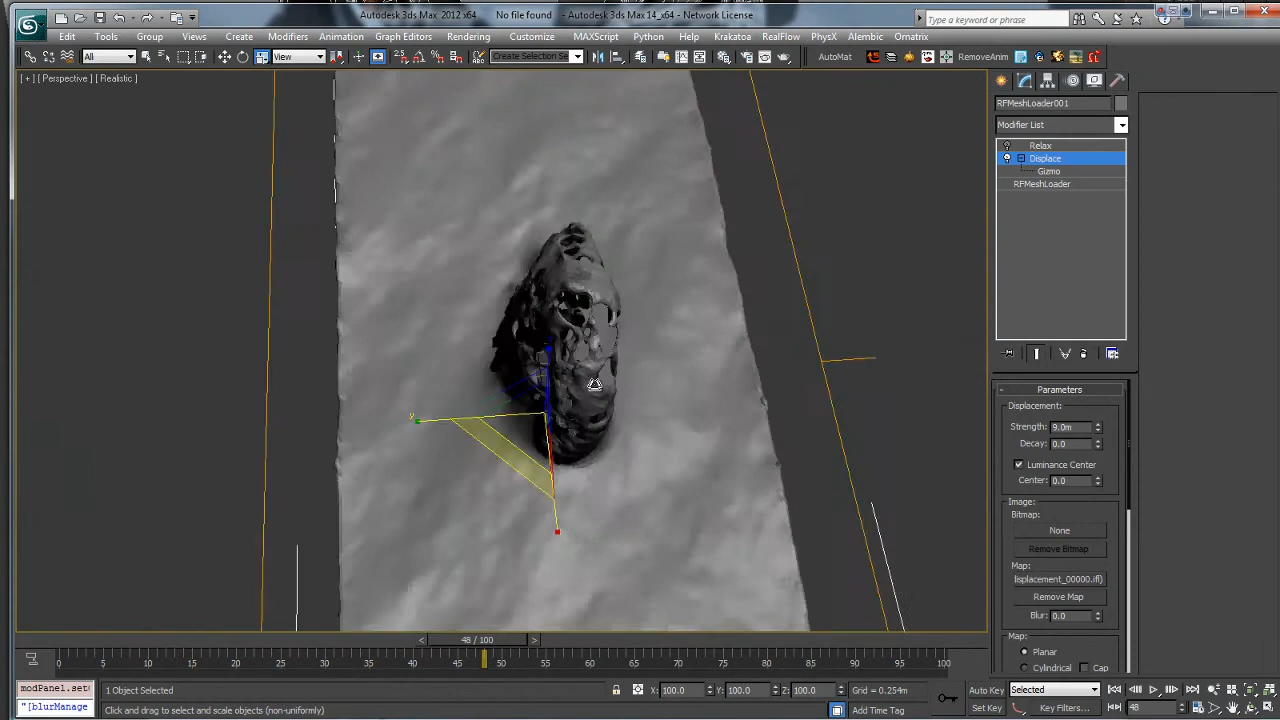 Autodesk 3ds Max 2012 x64 No file found - Autodesk 3ds Max 14_x64 - Network License
Type a keyword or phrase
Edit Tools Group Views Create Modifiers Animation Graph Editors Rendering Customize MAXScript Python Help Krakatoa RealFlow PhysX Alembic Ornatrix
All View Create Selection Se AutoMat RemoveAnim
[ + ] [ Perspective ] [ Realistic ]
RFMeshLoader001
Modifier List
Relax
Displace
Gizmo
RFMeshLoader
y
- Parameters
Displacement:
Strength: 9.0m
Decay: 0.0
Luminance Center
Center: 0.0
Image:
Bitmap:
None
Remove Bitmap
Map:
lisplacement_00000.ifl)
Remove Map
Blur: 0.0
Map:
Planar
Cylindrical Cap
< 48 / 100 >
0 5 10 15 20 25 30 35 40 45 50 55 60 65 70 75 80 85 90 95 100
modPanel.set
1 Object Selected X: 100.0 Y: 100.0 Z: 100.0 Grid = 0.254m Auto Key Selected
"[blurManage
Click and drag to select and scale objects (non-uniformly) Add Time Tag Set Key Key Filters... 48